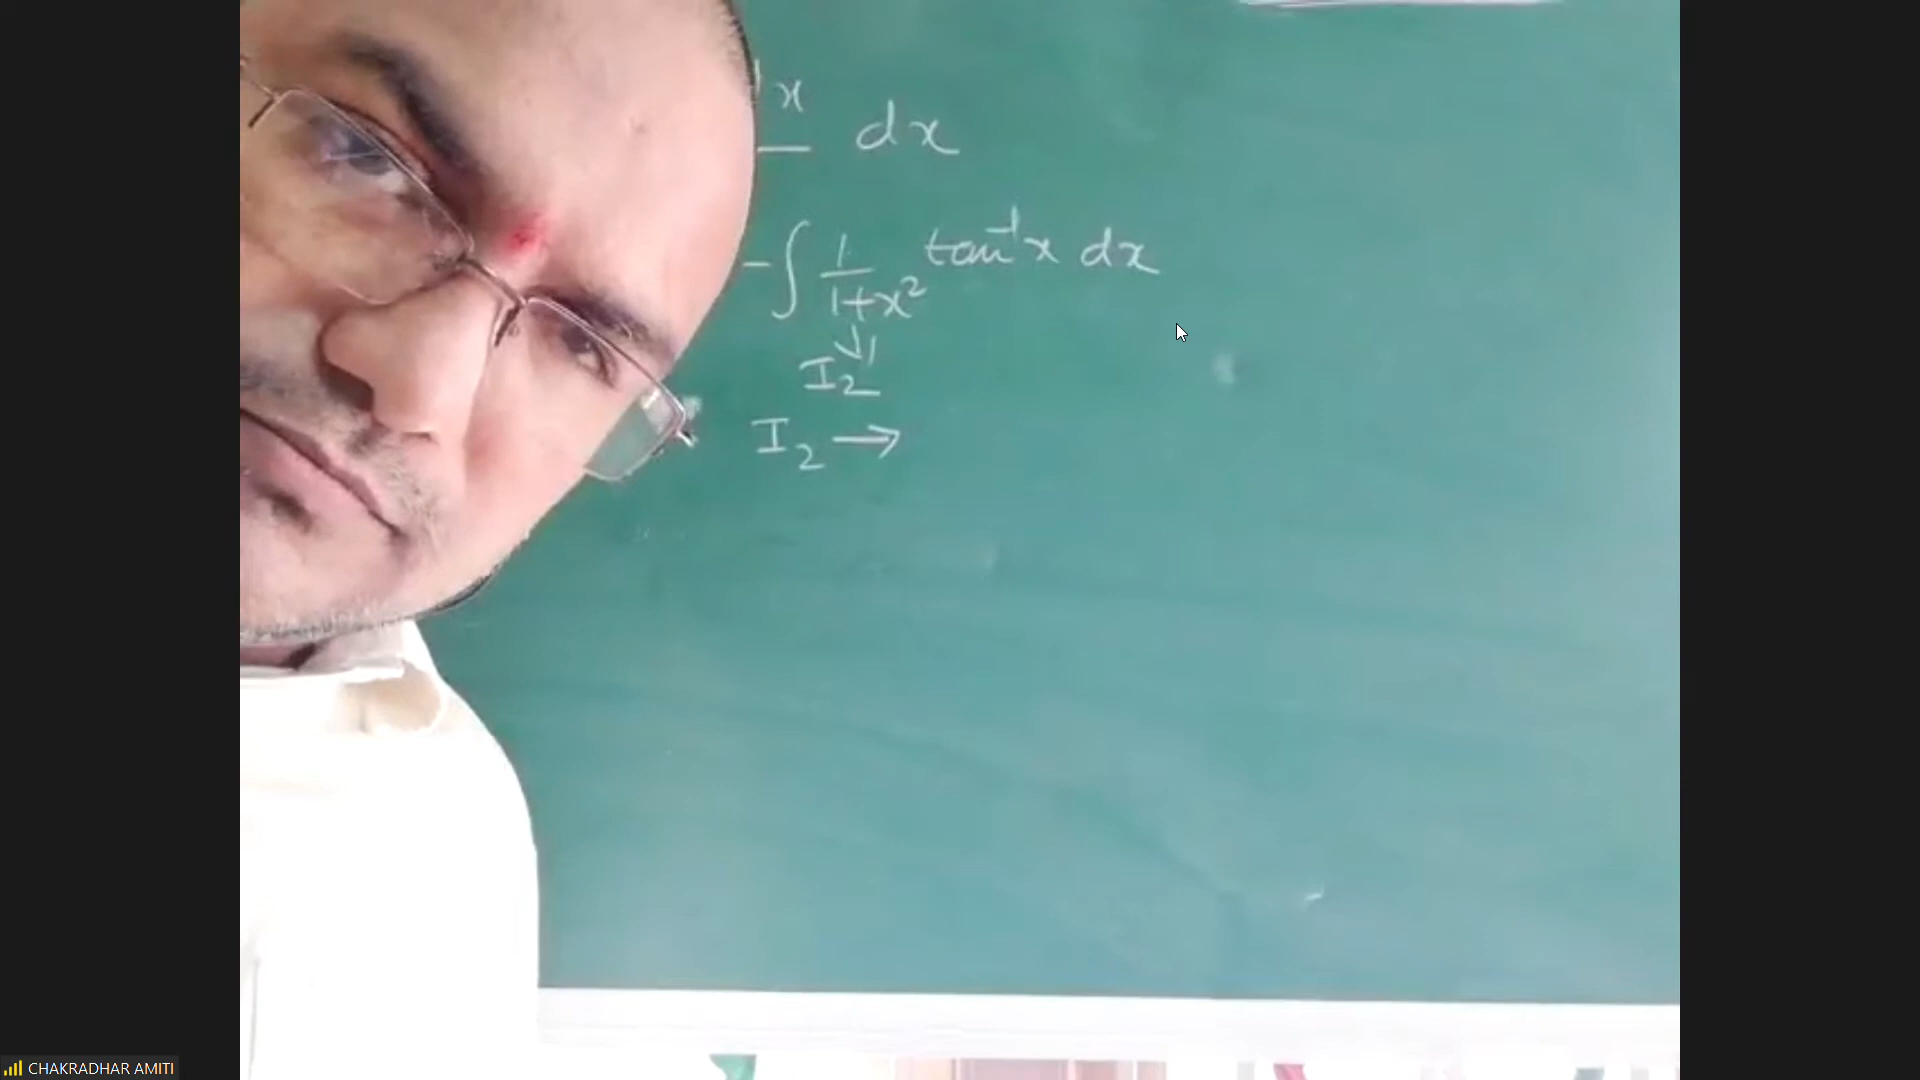 x dx
-∫ 1/1+x² tan⁻¹x dx
↓
I₂
I₂ →
CHAKRADHAR AMITI